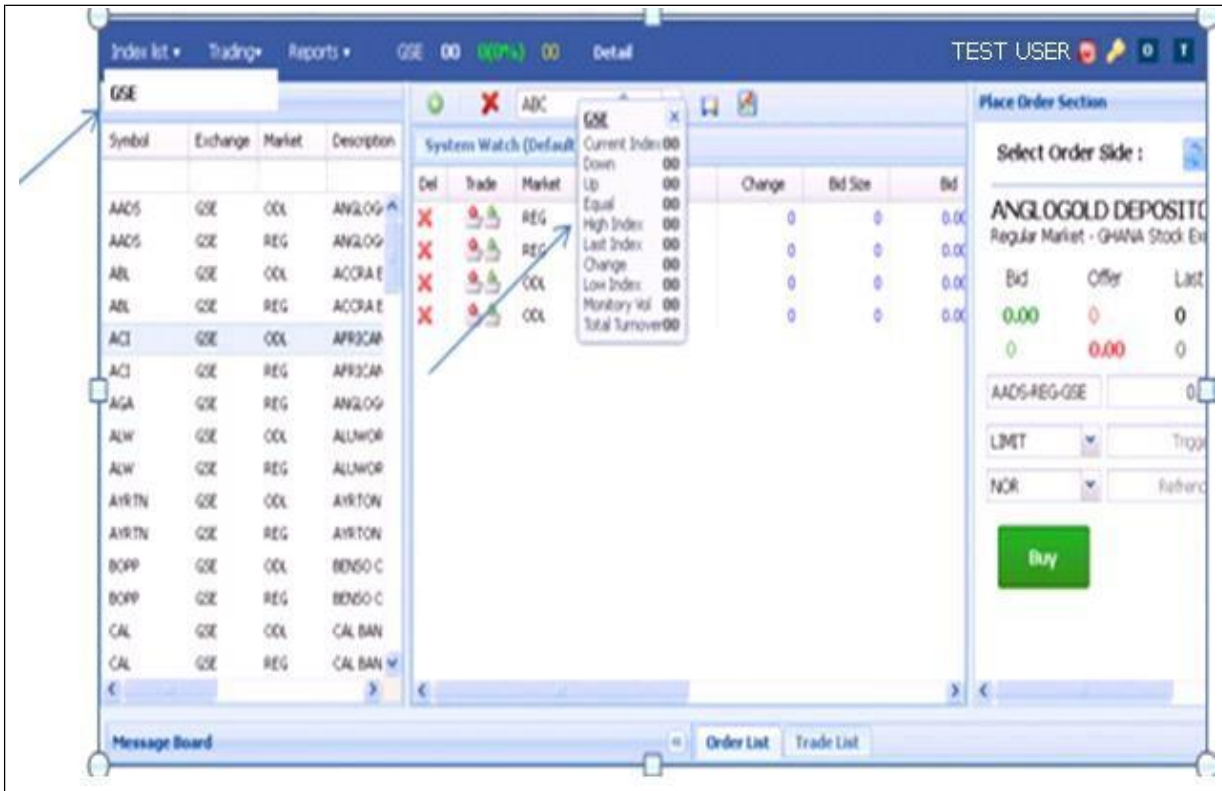 Index list Trading Reports GSE 00 0(0%) 00 Detail TEST USER
GSE
Symbol Exchange Market Description
AADS GSE ODL ANGLOG
AADS GSE REG ANGLOG
ABL GSE ODL ACCRA E
ABL GSE REG ACCRA E
ACI GSE ODL AFRICAN
ACI GSE REG AFRICAN
AGA GSE REG ANGLOG
ALW GSE ODL ALUWOR
ALW GSE REG ALUWOR
AYRTN GSE ODL AYRTON
AYRTN GSE REG AYRTON
BOPP GSE ODL BENSO C
BOPP GSE REG BENSO C
CAL GSE ODL CAL BAN
CAL GSE REG CAL BAN
ABC
System Watch (Default
Del Trade Market Change Bid Size Bid
REG 0 0 0.00
REG 0 0 0.00
ODL 0 0 0.00
ODL 0 0 0.00
GSE x
Current Index 00
Down 00
Up 00
Equal 00
High Index 00
Last Index 00
Change 00
Low Index 00
Monitory Vol 00
Total Turnover 00
Place Order Section
Select Order Side :
ANGLOGOLD DEPOSITO
Regular Market - GHANA Stock Ex
Bid Offer Last
0.00 0 0
0 0.00 0
AADS-REG-GSE 0.
LIMIT Trigg
NOR Refrenc
Buy
Message Board Order List Trade List